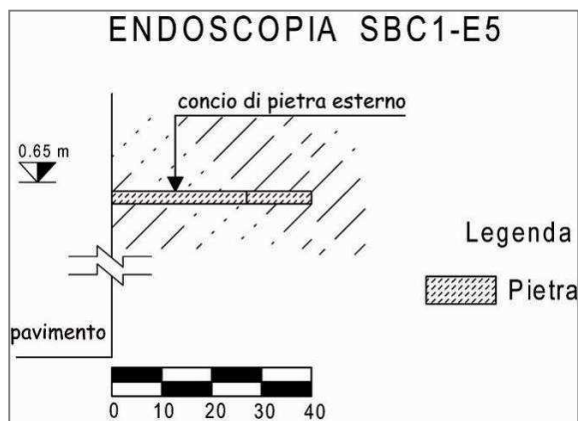 ENDOSCOPIA SBC1-E5
concio di pietra esterno
0.65 m
Legenda
Pietra
pavimento
0 10 20 30 40